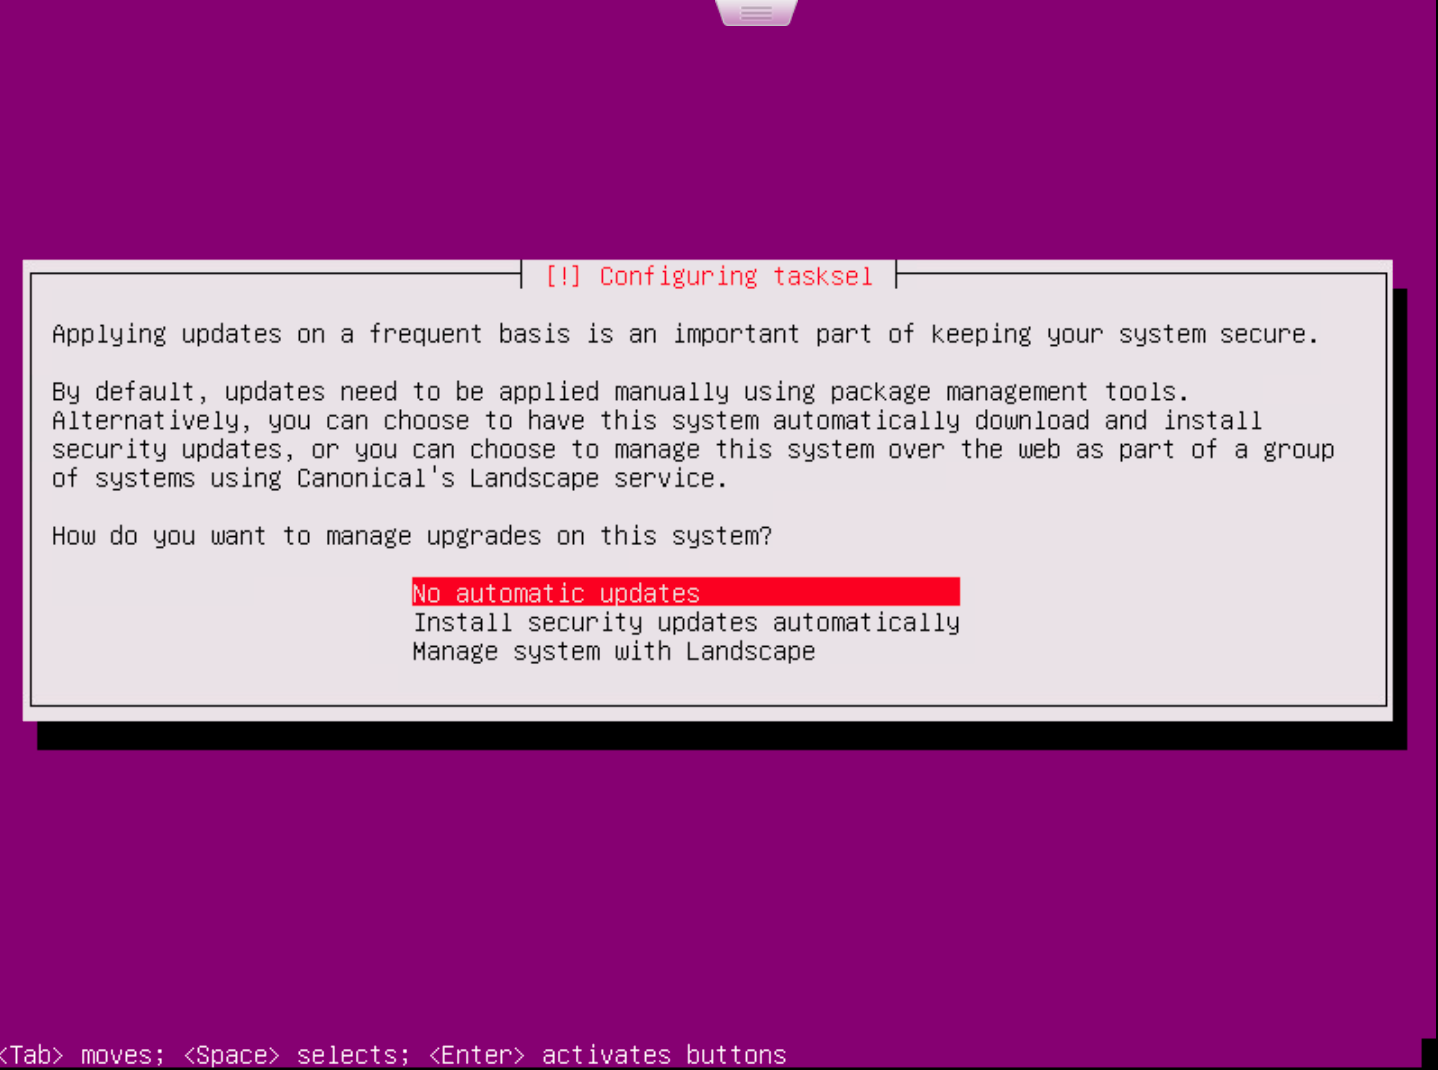 [!] Configuring tasksel
Applying updates on a frequent basis is an important part of keeping your system secure.
By default, updates need to be applied manually using package management tools.
Alternatively, you can choose to have this system automatically download and install
security updates, or you can choose to manage this system over the web as part of a group
of systems using Canonical's Landscape service.
How do you want to manage upgrades on this system?
No automatic updates
Install security updates automatically
Manage system with Landscape
<Tab> moves; <Space> selects; <Enter> activates buttons